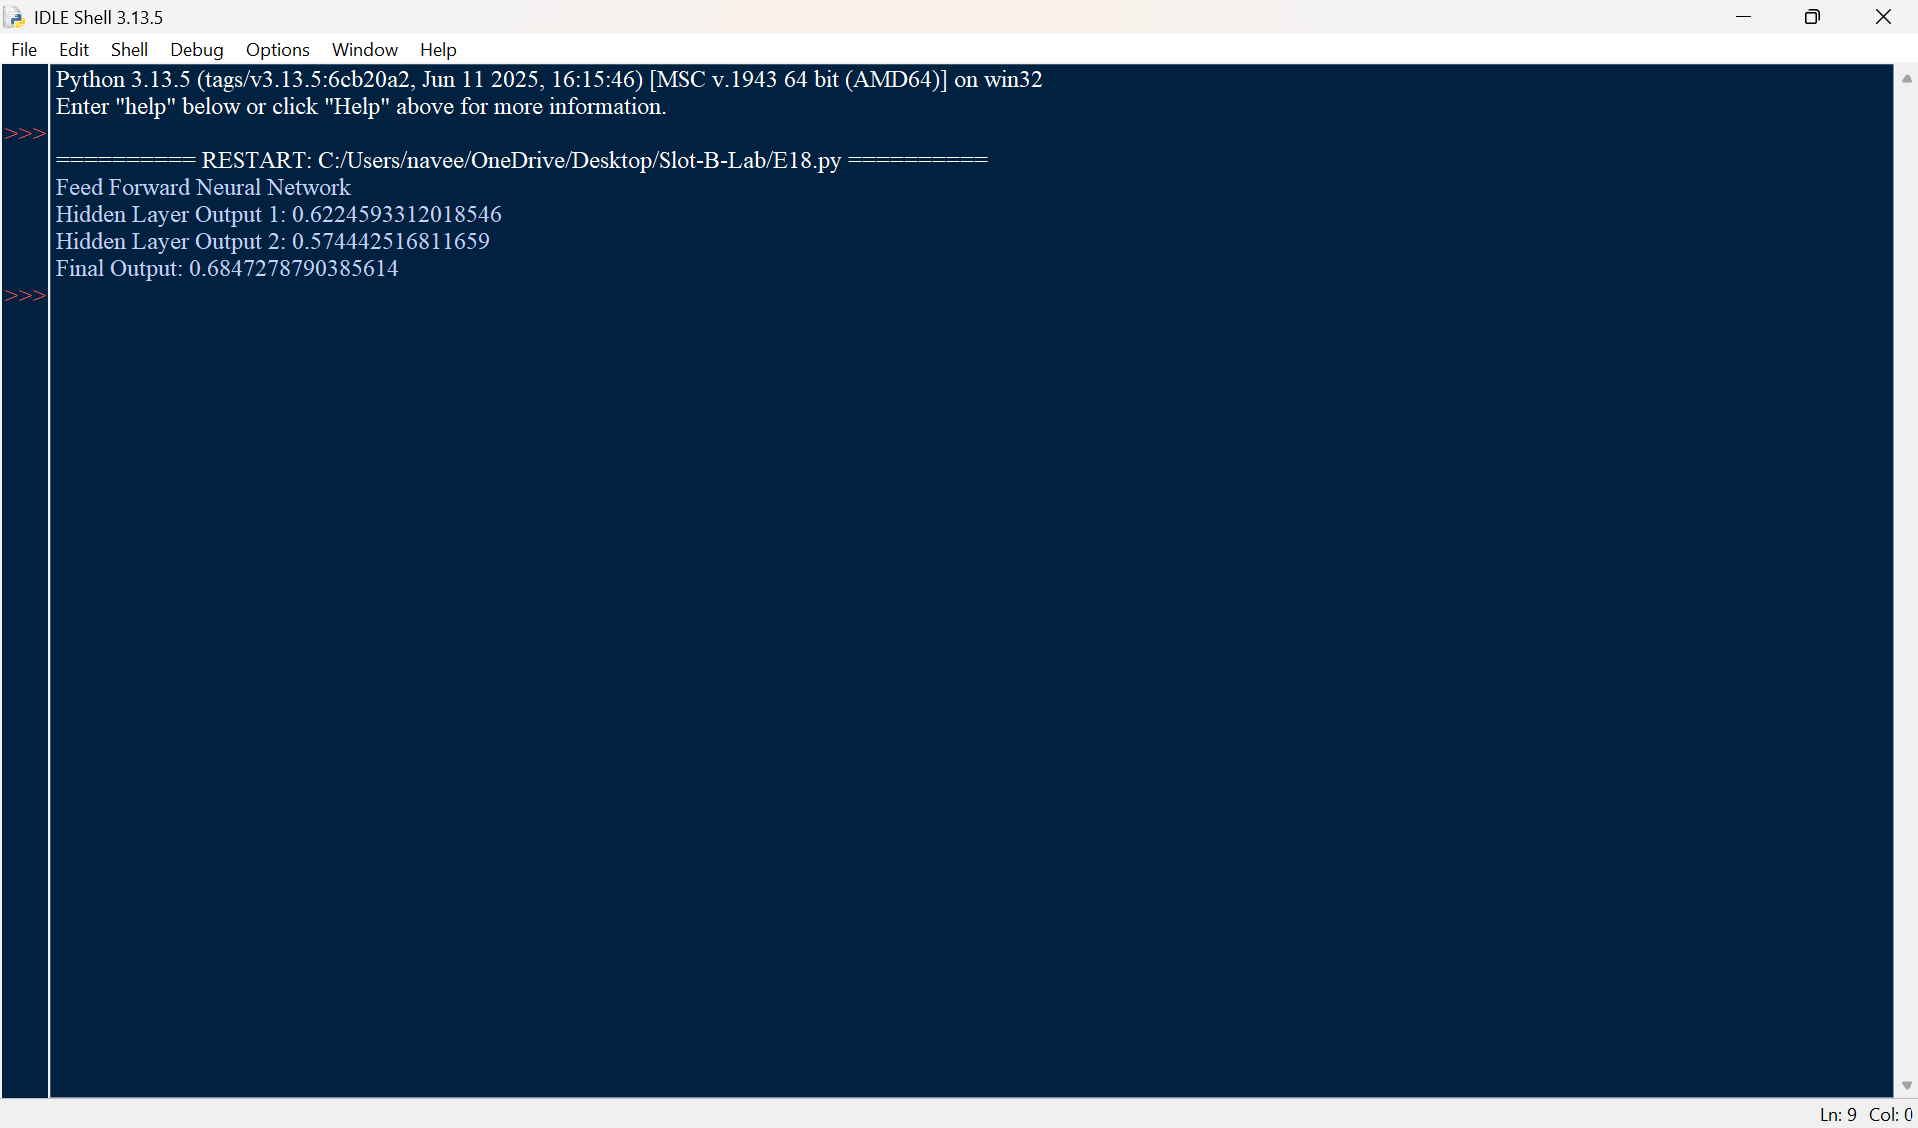 IDLE Shell 3.13.5
File Edit Shell Debug Options Window Help
Python 3.13.5 (tags/v3.13.5:6cb20a2, Jun 11 2025, 16:15:46) [MSC v.1943 64 bit (AMD64)] on win32
Enter "help" below or click "Help" above for more information.
>>>
========== RESTART: C:/Users/navee/OneDrive/Desktop/Slot-B-Lab/E18.py ==========
Feed Forward Neural Network
Hidden Layer Output 1: 0.6224593312018546
Hidden Layer Output 2: 0.574442516811659
Final Output: 0.6847278790385614
>>>
Ln: 9 Col: 0